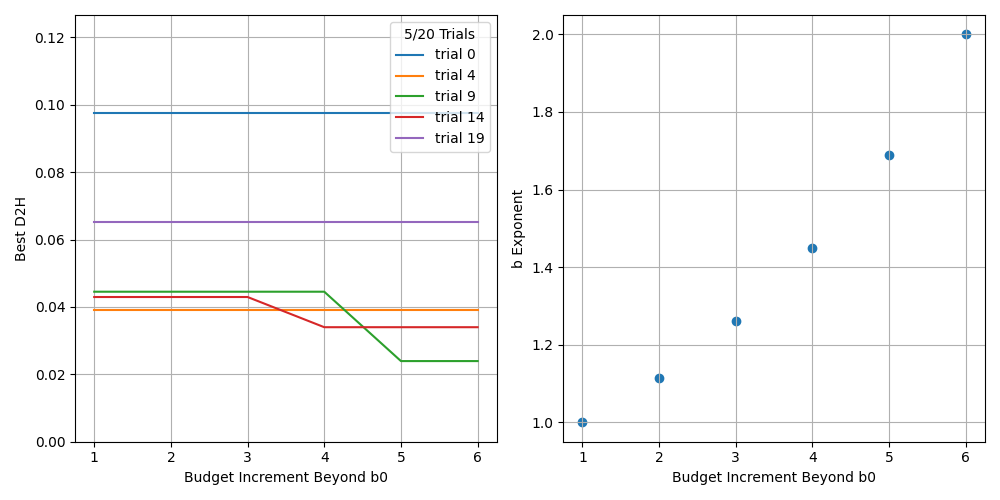 5/20 Trials
trial 0
trial 4
trial 9
trial 14
trial 19
Best D2H
0.12
0.10
0.08
0.06
0.04
0.02
0.00
1 2 3 4 5 6
Budget Increment Beyond b0
b Exponent
2.0
1.8
1.6
1.4
1.2
1.0
1 2 3 4 5 6
Budget Increment Beyond b0